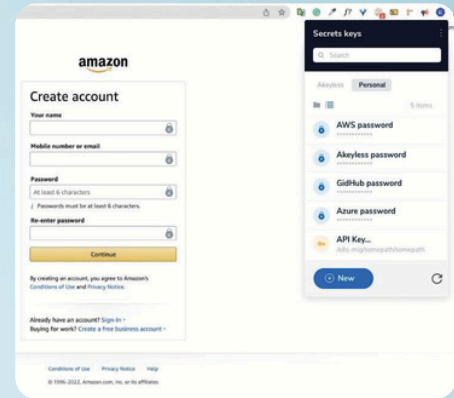 amazon
Create account
Your name
Mobile number or email
Password
At least 6 characters
i Passwords must be at least 6 characters.
Re-enter password
Continue
By creating an account, you agree to Amazon's
Conditions of Use and Privacy Notice.
Already have an account? Sign-In
Buying for work? Create a free business account
Conditions of Use Privacy Notice Help
© 1996-2022, Amazon.com, Inc. or its affiliates
Secrets keys
Search
Akeyless Personal
5 items
AWS password
Akeyless password
GidHub password
Azure password
API Key...
New